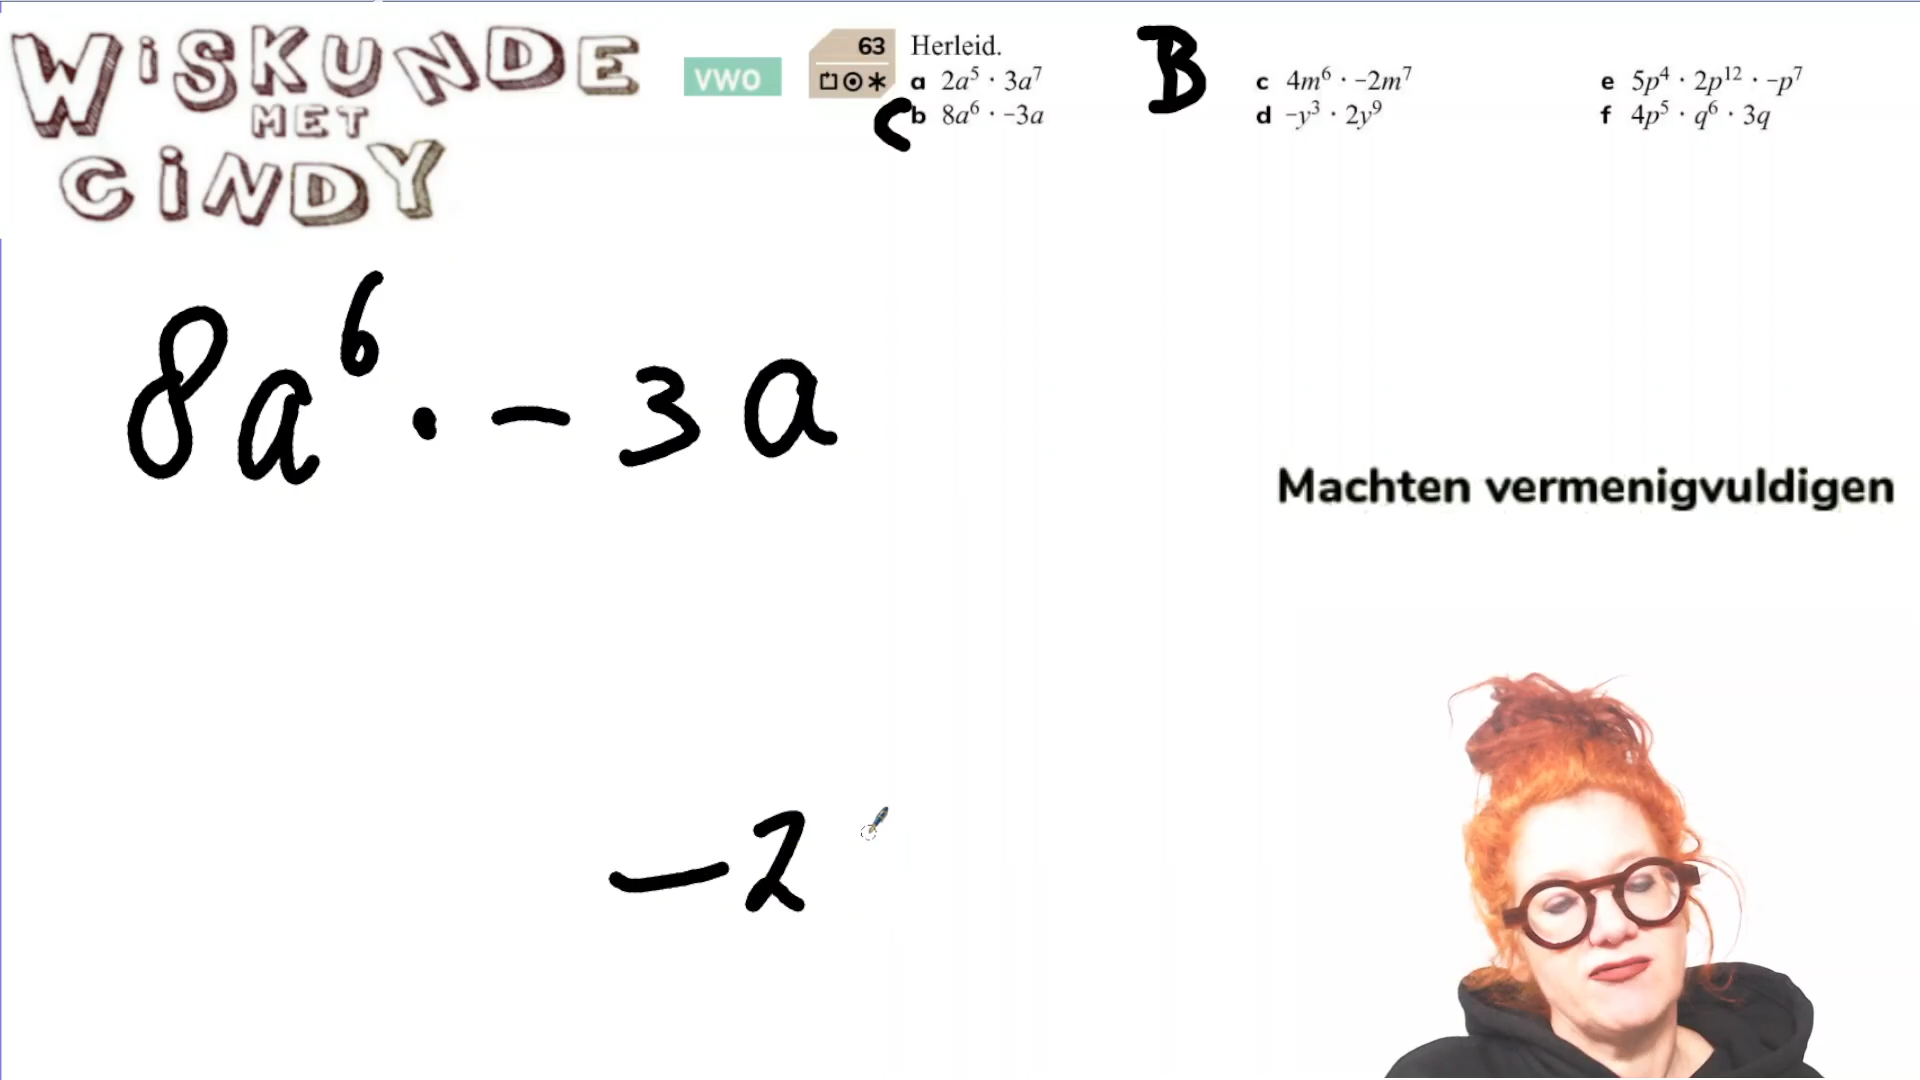 WiSKUNDE
MET
CiNDY
VWO
63
Herleid.
a 2a⁵ · 3a⁷
b 8a⁶ · −3a
B
c 4m⁶ · −2m⁷
d −y³ · 2y⁹
e 5p⁴ · 2p¹² · −p⁷
f 4p⁵ · q⁶ · 3q
8a⁶ · − 3a
Machten vermenigvuldigen
−2